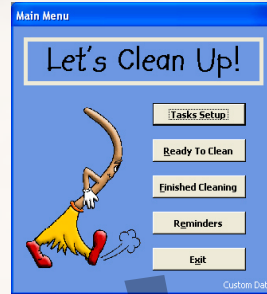 Main Menu
Let's Clean Up!
Tasks Setup
Ready To Clean
Finished Cleaning
Reminders
Exit
Custom Dat